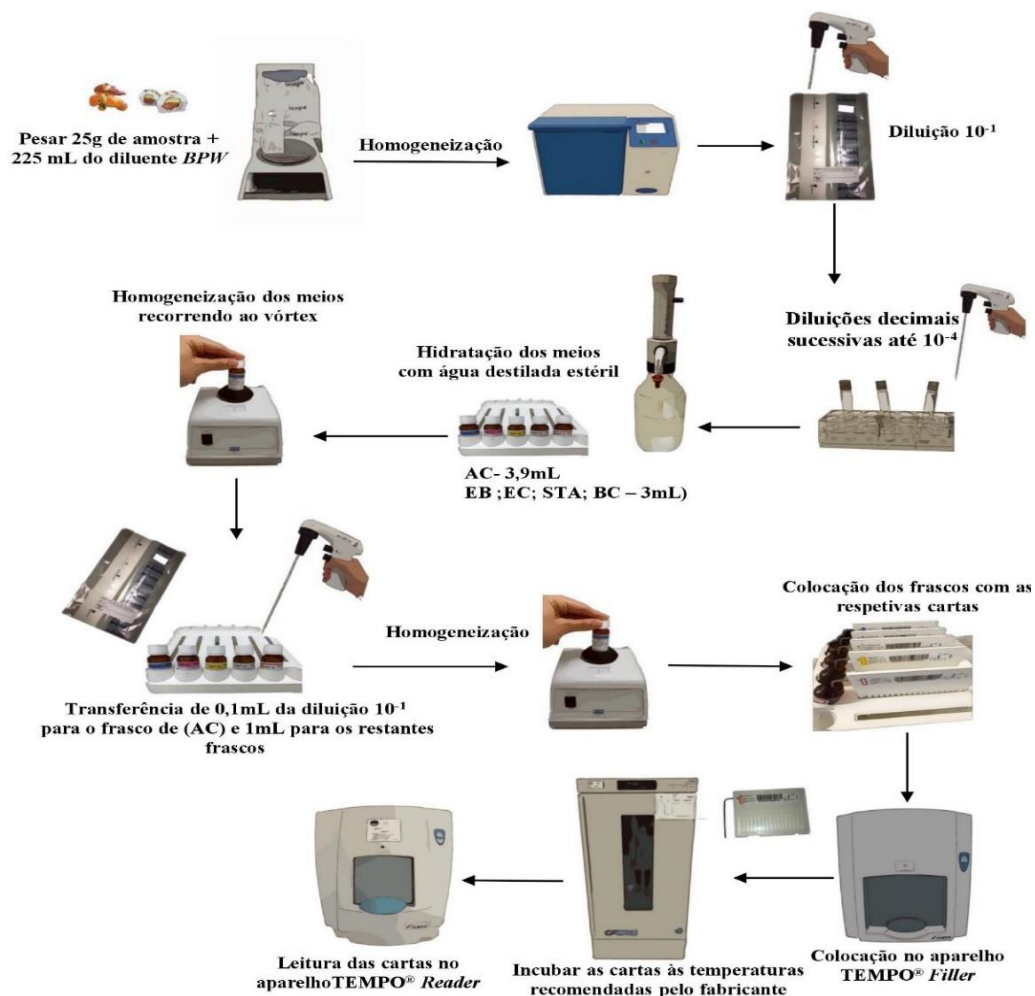 Pesar 25g de amostra +
225 mL do diluente BPW
Homogeneização
Diluição 10⁻¹
Diluições decimais
sucessivas até 10⁻⁴
Hidratação dos meios
com água destilada estéril
AC- 3,9mL
EB ;EC; STA; BC – 3mL)
Homogeneização dos meios
recorrendo ao vórtex
Transferência de 0,1mL da diluição 10⁻¹
para o frasco de (AC) e 1mL para os restantes
frascos
Homogeneização
Colocação dos frascos com as
respetivas cartas
Colocação no aparelho
TEMPO® Filler
Incubar as cartas às temperaturas
recomendadas pelo fabricante
Leitura das cartas no
aparelhoTEMPO® Reader